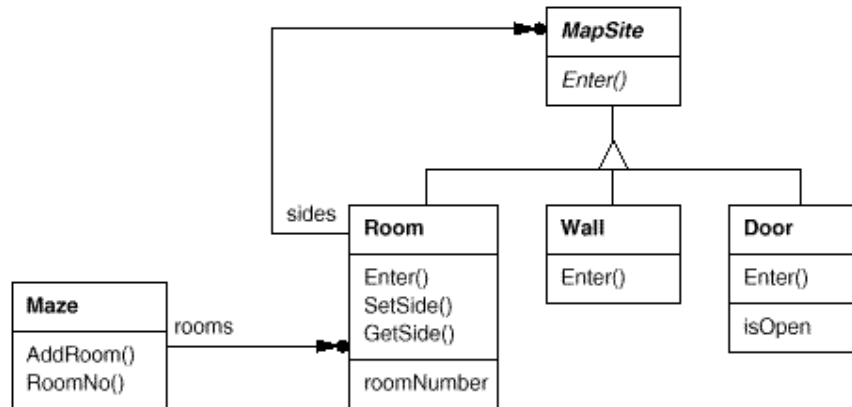 MapSite
Enter()
sides
Room
Enter()
SetSide()
GetSide()
roomNumber
Wall
Enter()
Door
Enter()
isOpen
Maze
AddRoom()
RoomNo()
rooms